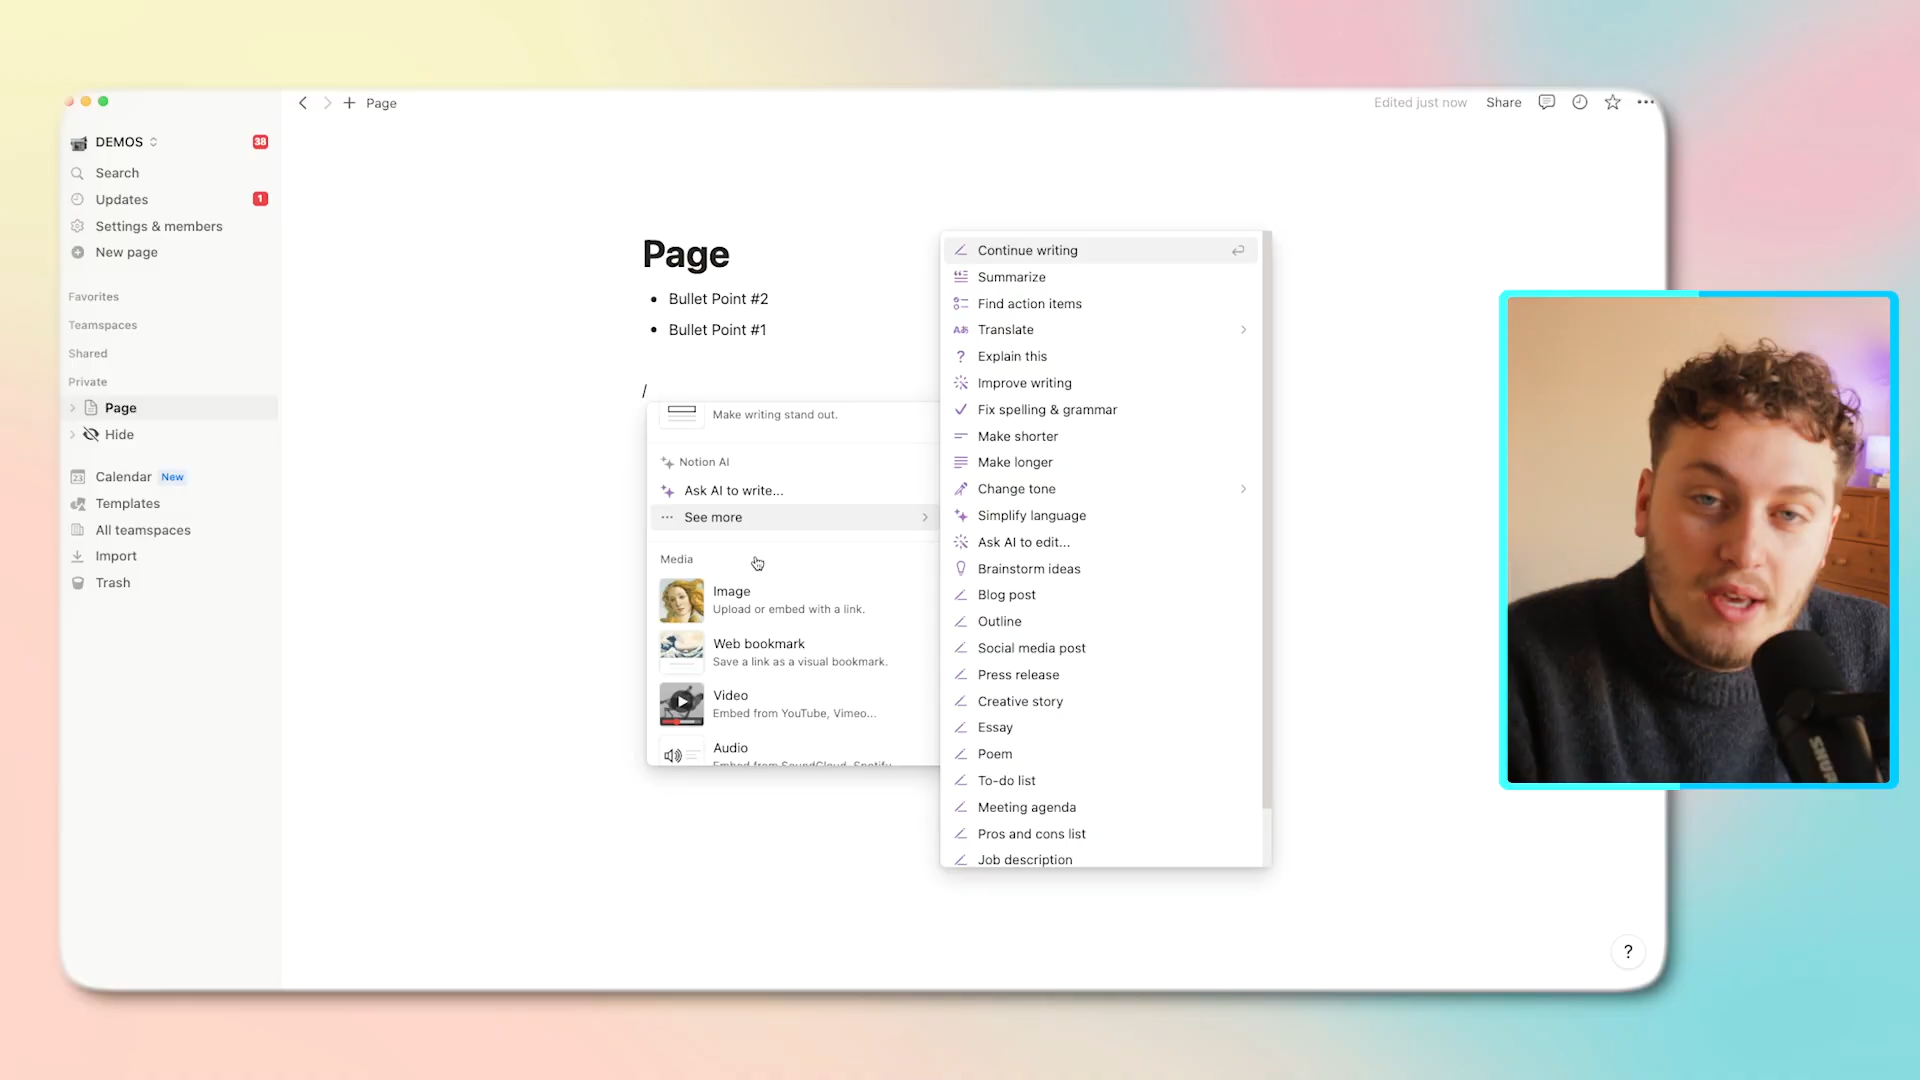 DEMOS
38
Search
Updates
1
Settings & members
New page
Favorites
Teamspaces
Shared
Private
Page
Hide
23
Calendar New
Templates
All teamspaces
Import
Trash
+ Page
Edited just now
Share
Page
• Bullet Point #2
• Bullet Point #1
/
Make writing stand out.
Notion AI
Ask AI to write...
See more
Media
Image
Upload or embed with a link.
Web bookmark
Save a link as a visual bookmark.
Video
Embed from YouTube, Vimeo...
Audio
Embed from SoundCloud, Spotify
Continue writing
Summarize
Find action items
Translate
? Explain this
Improve writing
Fix spelling & grammar
Make shorter
Make longer
Change tone
Simplify language
Ask AI to edit...
Brainstorm ideas
Blog post
Outline
Social media post
Press release
Creative story
Essay
Poem
To-do list
Meeting agenda
Pros and cons list
Job description
?
SHURE